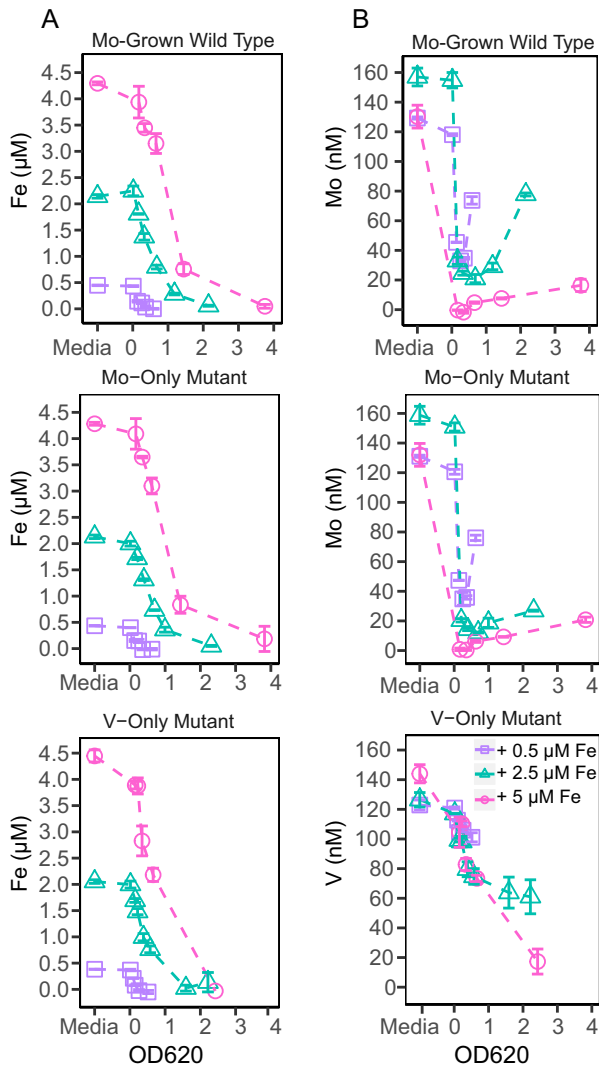 A
B
Mo-Grown Wild Type
Fe (µM)
4.5
4.0
3.5
3.0
2.5
2.0
1.5
1.0
0.5
0.0
Media 0 1 2 3 4
Mo-Grown Wild Type
Mo (nM)
160
140
120
100
80
60
40
20
0
Media 0 1 2 3 4
Mo−Only Mutant
Fe (µM)
4.5
4.0
3.5
3.0
2.5
2.0
1.5
1.0
0.5
0.0
Media 0 1 2 3 4
Mo−Only Mutant
Mo (nM)
160
140
120
100
80
60
40
20
0
Media 0 1 2 3 4
V−Only Mutant
Fe (µM)
4.5
4.0
3.5
3.0
2.5
2.0
1.5
1.0
0.5
0.0
Media 0 1 2 3 4
OD620
V−Only Mutant
V (nM)
160
140
120
100
80
60
40
20
0
+ 0.5 µM Fe
+ 2.5 µM Fe
+ 5 µM Fe
Media 0 1 2 3 4
OD620